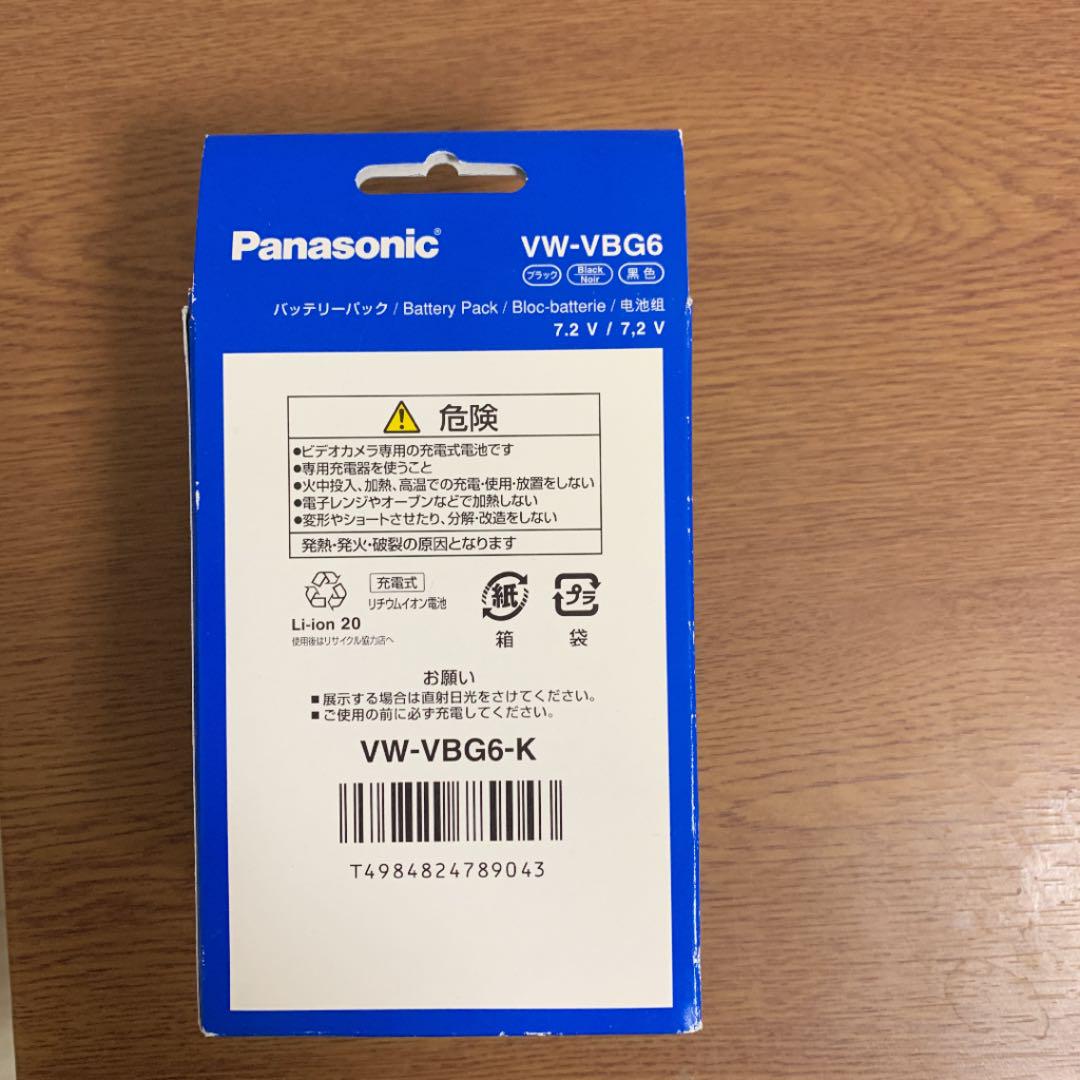 Panasonic®
VW-VBG6
ブラック Black Noir 黒色
バッテリーパック / Battery Pack / Bloc-batterie / 电池组
7.2 V / 7,2 V
危険
●ビデオカメラ専用の充電式電池です
●専用充電器を使うこと
●火中投入、加熱、高温での充電・使用・放置をしない
●電子レンジやオーブンなどで加熱しない
●変形やショートさせたり、分解・改造をしない
発熱・発火・破裂の原因となります
充電式
リチウムイオン電池
Li-ion 20
使用後はリサイクル協力店へ
紙
箱
プラ
袋
お願い
■展示する場合は直射日光をさけてください。
■ご使用の前に必ず充電してください。
VW-VBG6-K
T4984824789043